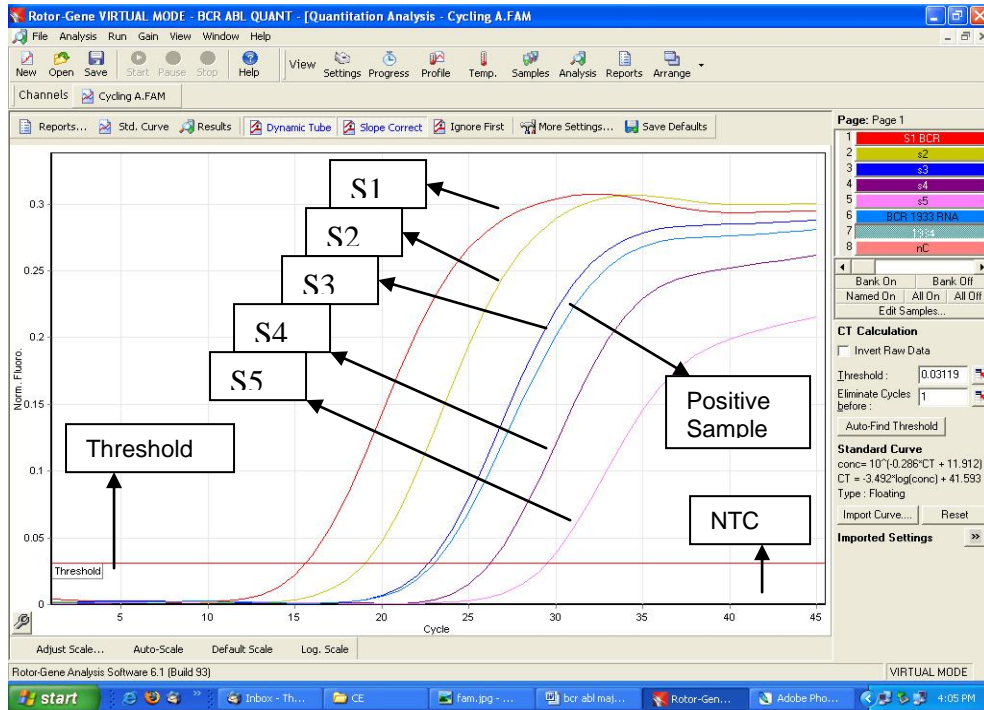 Rotor-Gene VIRTUAL MODE - BCR ABL QUANT - [Quantitation Analysis - Cycling A.FAM
File Analysis Run Gain View Window Help
New Open Save Start Pause Stop Help View Settings Progress Profile Temp. Samples Analysis Reports Arrange
Channels Cycling A.FAM
Reports... Std. Curve Results Dynamic Tube Slope Correct Ignore First More Settings... Save Defaults
Page: Page 1
1 S1 BCR
2 s2
3 s3
4 s4
5 s5
6 BCR 1933 RNA
7 1934
8 nC
Bank On Bank Off
Named On All On All Off
Edit Samples...
CT Calculation
Invert Raw Data
Threshold : 0.03119
Eliminate Cycles
before : 1
Auto-Find Threshold
Standard Curve
conc= 10^(-0.286*CT + 11.912)
CT = -3.492*log(conc) + 41.593
Type : Floating
Import Curve.... Reset
Imported Settings
Norm. Fluoro.
0.3
0.25
0.2
0.15
0.1
0.05
0
S1
S2
S3
S4
S5
Threshold
Positive
Sample
NTC
Threshold
5 10 15 20 25 30 35 40 45
Cycle
Adjust Scale... Auto-Scale Default Scale Log. Scale
Rotor-Gene Analysis Software 6.1 (Build 93) VIRTUAL MODE
start Inbox - Th... CE fam.jpg - ... bcr abl maj... Rotor-Gen... Adobe Pho... 4:05 PM